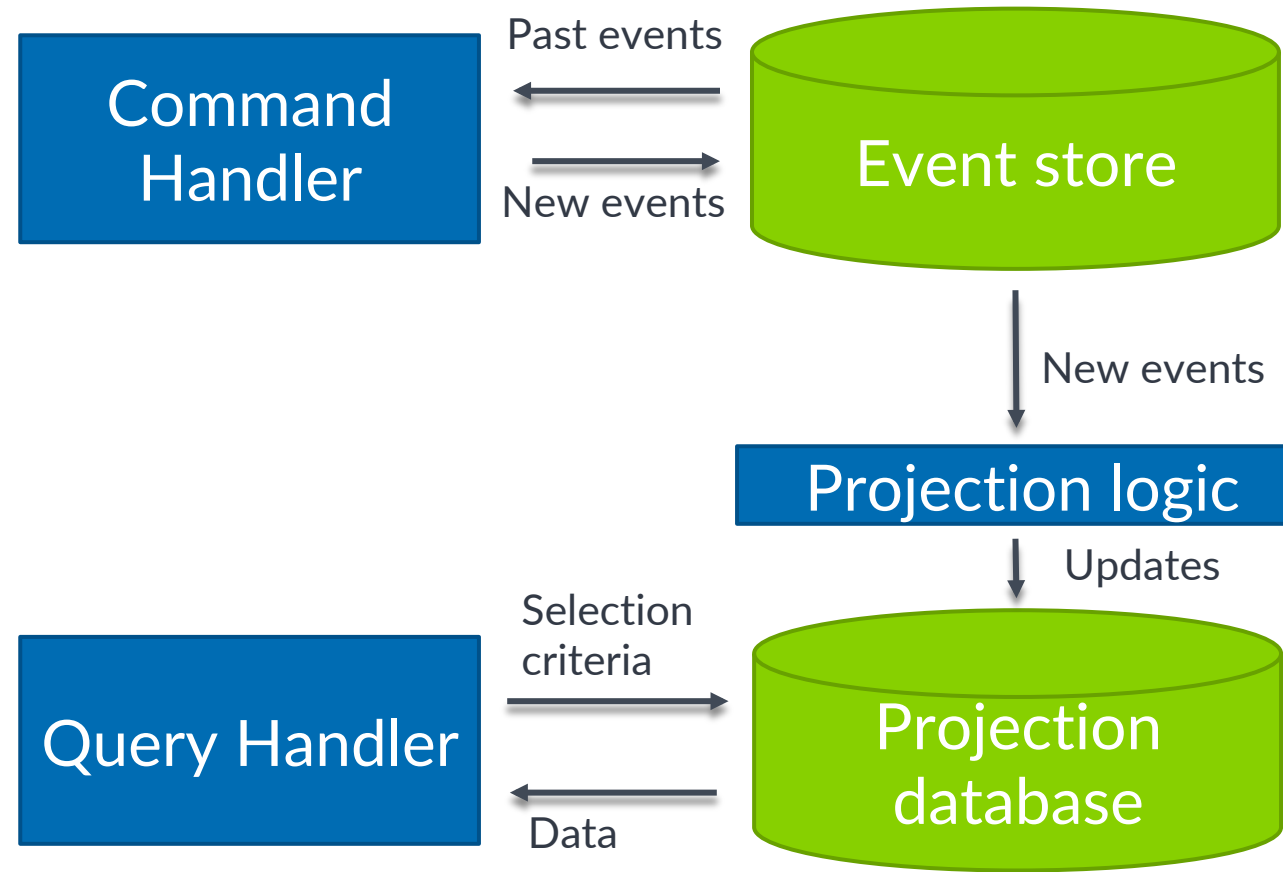 Past events
Command
Handler
Event store
New events
New events
Projection logic
Updates
Selection
criteria
Query Handler
Projection
database
Data